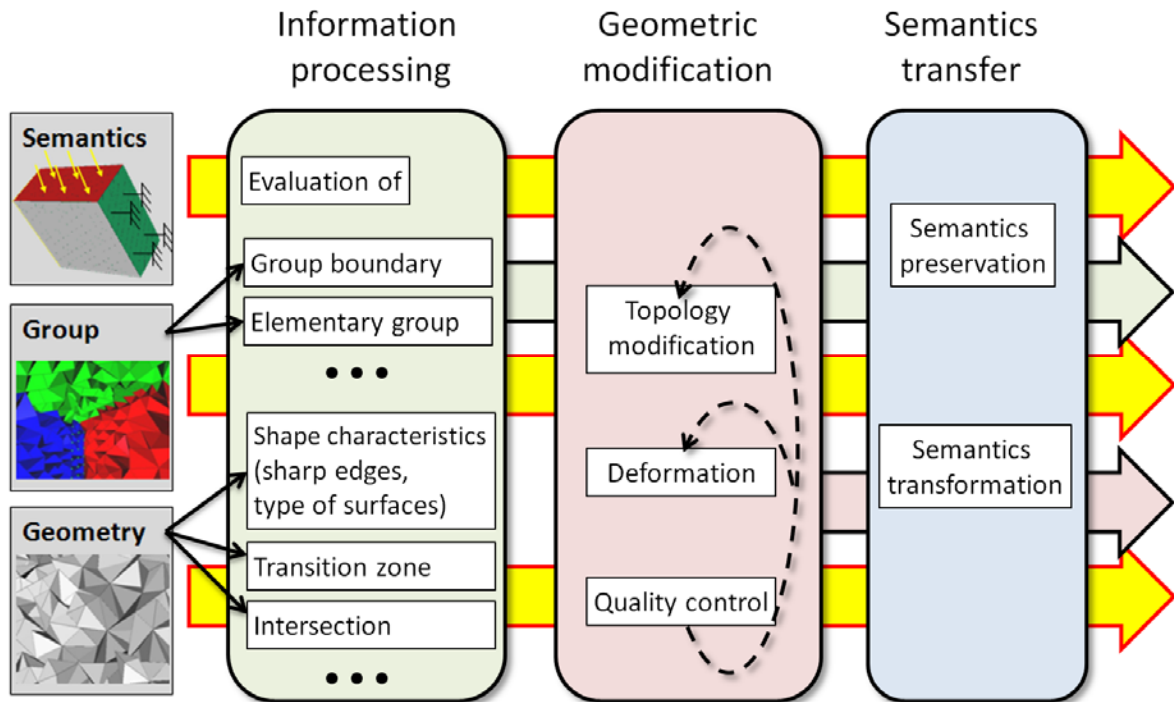 Information
processing
Geometric
modification
Semantics
transfer
Semantics
Group
Geometry
Evaluation of
Group boundary
Elementary group
•••
Shape characteristics
(sharp edges,
type of surfaces)
Transition zone
Intersection
•••
Topology
modification
Deformation
Quality control
Semantics
preservation
Semantics
transformation